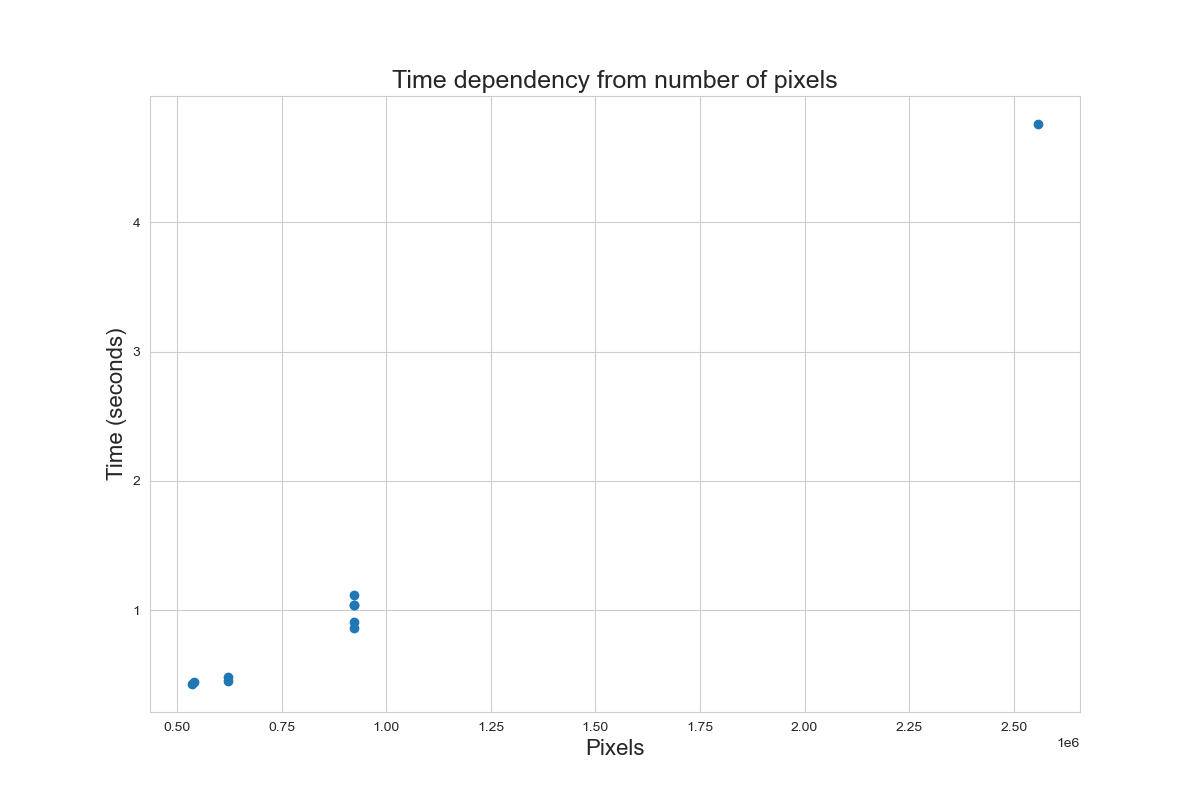 Time dependency from number of pixels
Time (seconds)
4
3
2
1
0.50 0.75 1.00 1.25 1.50 1.75 2.00 2.25 2.50
1e6
Pixels